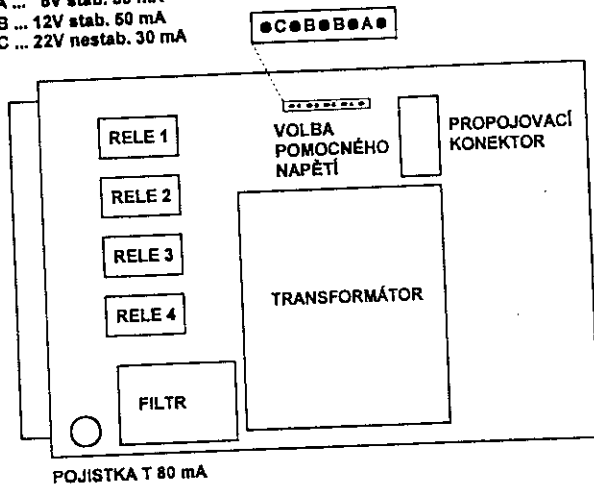 B ... 12V stab. 50 mA
C ... 22V nestab. 30 mA
C B B A
RELE 1
RELE 2
RELE 3
RELE 4
VOLBA
POMOCNÉHO
NAPĚTÍ
PROPOJOVACÍ
KONEKTOR
TRANSFORMÁTOR
FILTR
POJISTKA T 80 mA